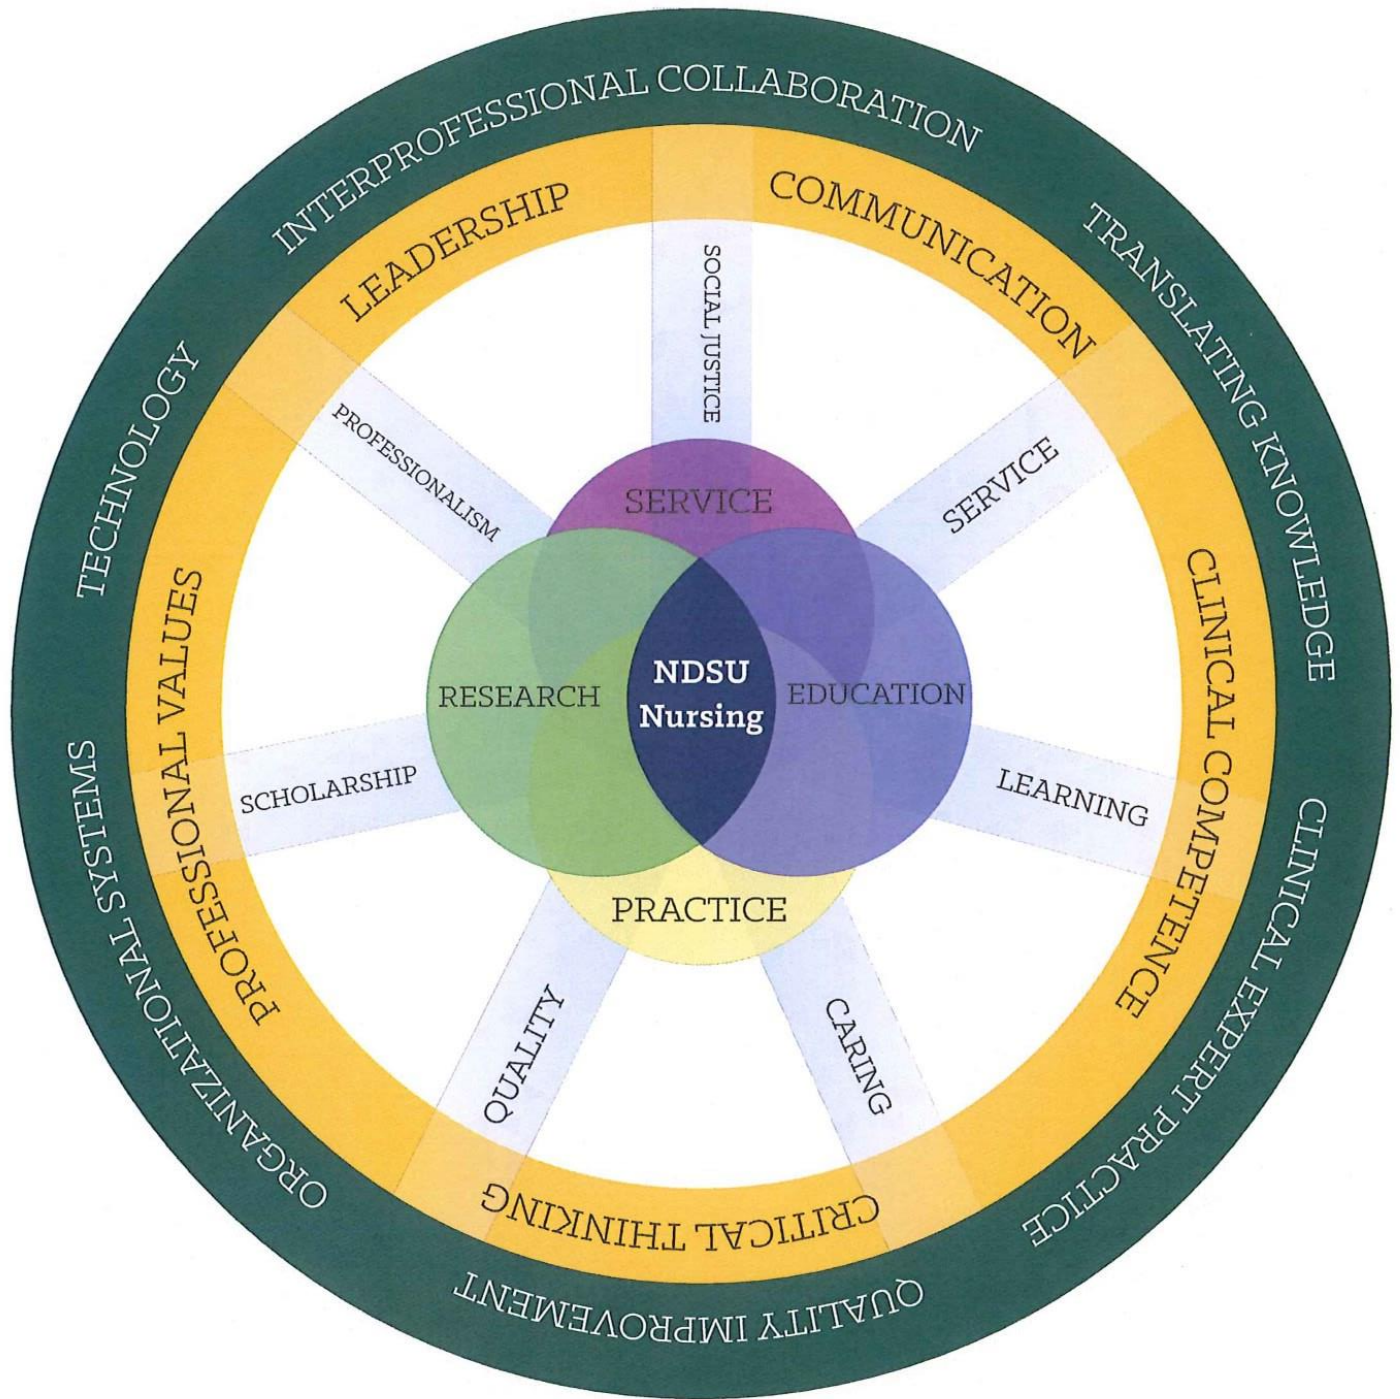 INTERPROFESSIONAL COLLABORATION
TRANSLATING KNOWLEDGE
CLINICAL EXPERT PRACTICE
QUALITY IMPROVEMENT
ORGANIZATIONAL SYSTEMS
TECHNOLOGY
LEADERSHIP
COMMUNICATION
CLINICAL COMPETENCE
CRITICAL THINKING
PROFESSIONAL VALUES
SOCIAL JUSTICE
SERVICE
LEARNING
CARING
QUALITY
SCHOLARSHIP
PROFESSIONALISM
SERVICE
RESEARCH
NDSU
Nursing
EDUCATION
PRACTICE